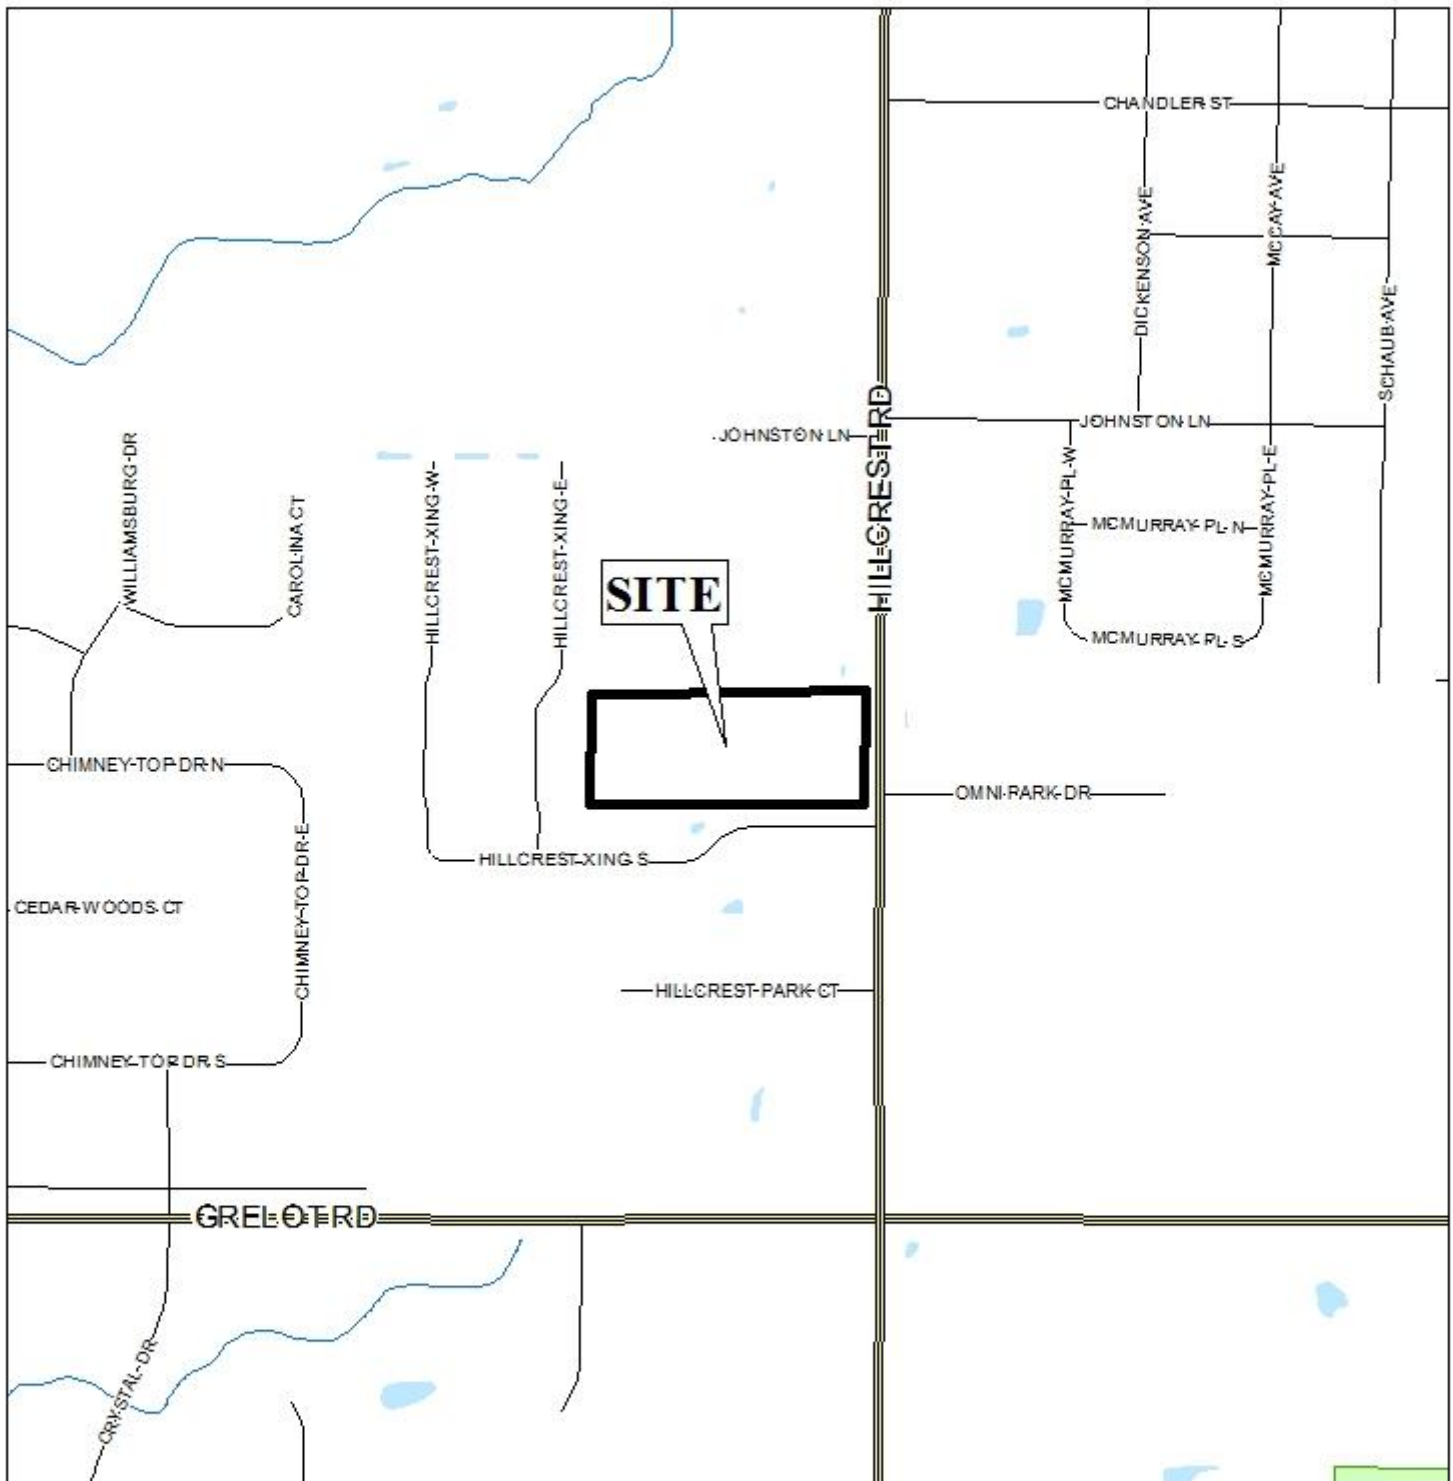 CHANDLER ST
DICKENSON AVE
MCCAY AVE
SCHAUB AVE
HILLCREST RD
JOHNSTON LN
JOHNSTON LN
WILLIAMSBURG DR
CAROLINA CT
HILLCREST XING W
HILLCREST XING E
MCMURRAY PL W
MCMURRAY PL N
MCMURRAY PL E
MCMURRAY PL S
SITE
CHIMNEY TOP DR N
OMNI PARK DR
CHIMNEY TOP DR E
HILLCREST XING S
CEDAR WOODS CT
HILLCREST PARK CT
CHIMNEY TOP DR S
GRELOT RD
CRYSTAL DR